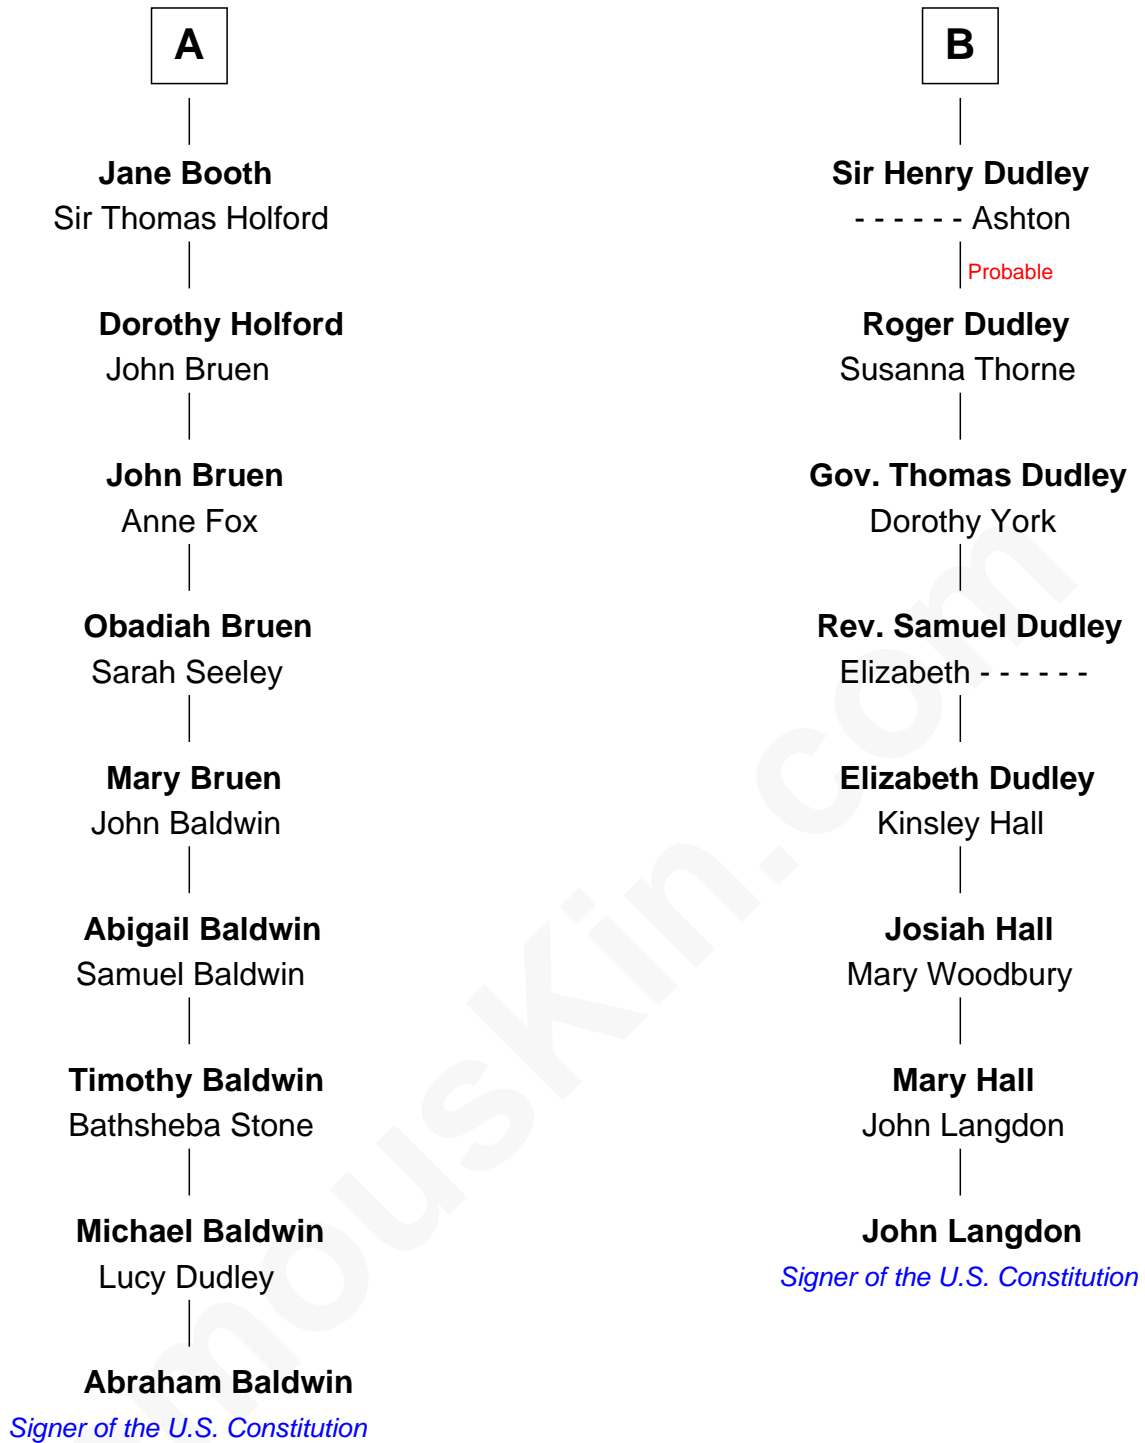 A
Jane Booth
Sir Thomas Holford
Dorothy Holford
John Bruen
John Bruen
Anne Fox
Obadiah Bruen
Sarah Seeley
Mary Bruen
John Baldwin
Abigail Baldwin
Samuel Baldwin
Timothy Baldwin
Bathsheba Stone
Michael Baldwin
Lucy Dudley
Abraham Baldwin
Signer of the U.S. Constitution
B
Sir Henry Dudley
- - - - - - Ashton
Probable
Roger Dudley
Susanna Thorne
Gov. Thomas Dudley
Dorothy York
Rev. Samuel Dudley
Elizabeth - - - - - -
Elizabeth Dudley
Kinsley Hall
Josiah Hall
Mary Woodbury
Mary Hall
John Langdon
John Langdon
Signer of the U.S. Constitution
mousKin.com